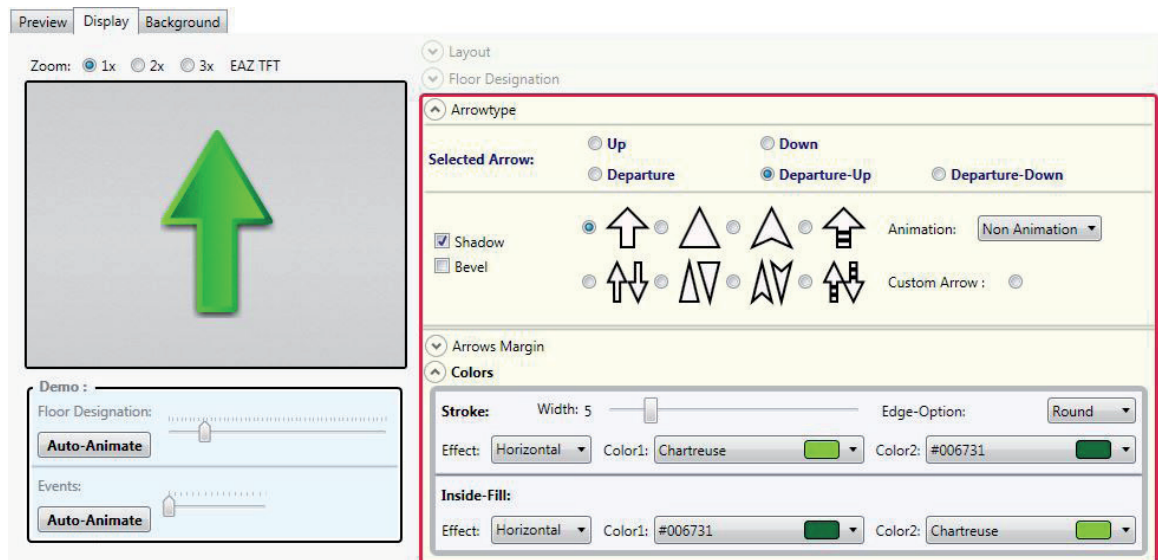 Preview Display Background
Zoom: 1x 2x 3x EAZ TFT
Layout
Floor Designation
Arrowtype
Selected Arrow: Up Down
Departure Departure-Up Departure-Down
Shadow
Bevel
Animation: Non Animation
Custom Arrow :
Arrows Margin
Colors
Stroke: Width: 5 Edge-Option: Round
Effect: Horizontal Color1: Chartreuse Color2: #006731
Inside-Fill:
Effect: Horizontal Color1: #006731 Color2: Chartreuse
Demo :
Floor Designation:
Auto-Animate
Events:
Auto-Animate